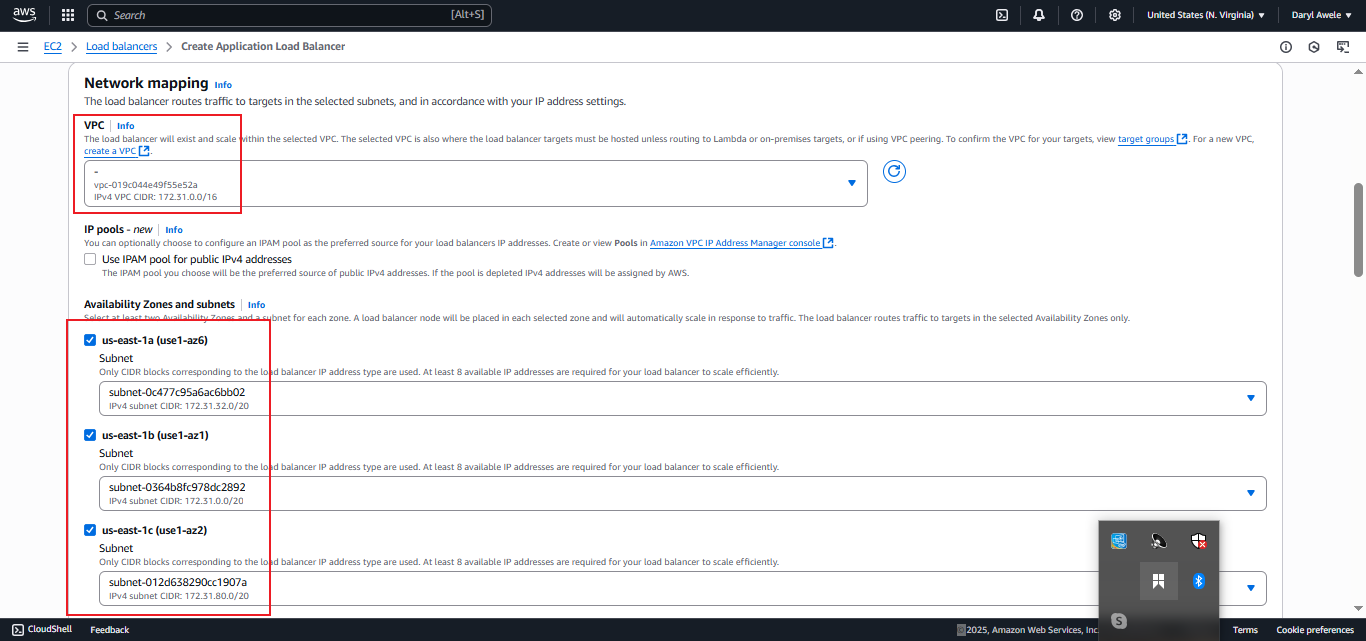 aws
Search
[Alt+S]
United States (N. Virginia)
Daryl Awele
EC2
Load balancers
Create Application Load Balancer
Network mapping
Info
The load balancer routes traffic to targets in the selected subnets, and in accordance with your IP address settings.
VPC
Info
The load balancer will exist and scale within the selected VPC. The selected VPC is also where the load balancer targets must be hosted unless routing to Lambda or on-premises targets, or if using VPC peering. To confirm the VPC for your targets, view target groups. For a new VPC,
create a VPC.
-
vpc-019c044e49f55e52a
IPv4 VPC CIDR: 172.31.0.0/16
IP pools - new
Info
You can optionally choose to configure an IPAM pool as the preferred source for your load balancers IP addresses. Create or view Pools in Amazon VPC IP Address Manager console.
Use IPAM pool for public IPv4 addresses
The IPAM pool you choose will be the preferred source of public IPv4 addresses. If the pool is depleted IPv4 addresses will be assigned by AWS.
Availability Zones and subnets
Info
Select at least two Availability Zones and a subnet for each zone. A load balancer node will be placed in each selected zone and will automatically scale in response to traffic. The load balancer routes traffic to targets in the selected Availability Zones only.
us-east-1a (use1-az6)
Subnet
Only CIDR blocks corresponding to the load balancer IP address type are used. At least 8 available IP addresses are required for your load balancer to scale efficiently.
subnet-0c477c95a6ac6bb02
IPv4 subnet CIDR: 172.31.32.0/20
us-east-1b (use1-az1)
Subnet
Only CIDR blocks corresponding to the load balancer IP address type are used. At least 8 available IP addresses are required for your load balancer to scale efficiently.
subnet-0364b8fc978dc2892
IPv4 subnet CIDR: 172.31.0.0/20
us-east-1c (use1-az2)
Subnet
Only CIDR blocks corresponding to the load balancer IP address type are used. At least 8 available IP addresses are required for your load balancer to scale efficiently.
subnet-012d638290cc1907a
IPv4 subnet CIDR: 172.31.80.0/20
S
CloudShell
Feedback
© 2025, Amazon Web Services, Inc.
Terms
Cookie preferences